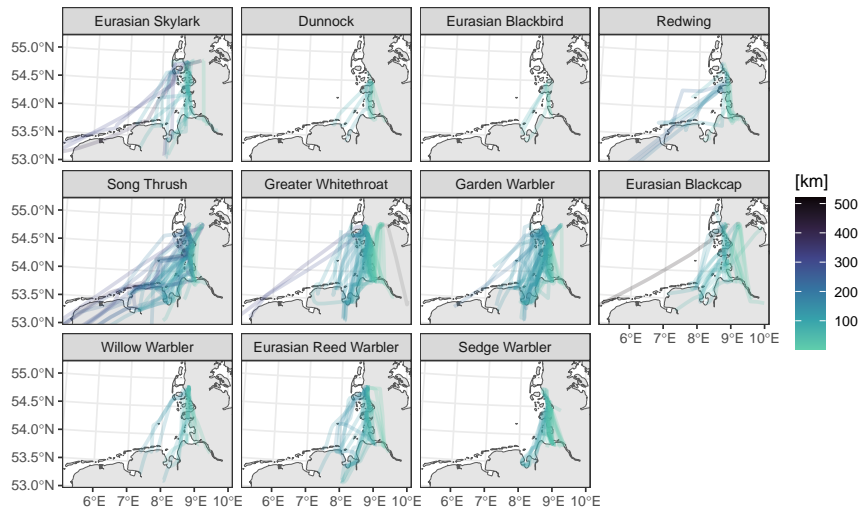 Eurasian Skylark Dunnock Eurasian Blackbird Redwing
55.0°N
54.5°N
54.0°N
53.5°N
53.0°N
Song Thrush Greater Whitethroat Garden Warbler Eurasian Blackcap
55.0°N
54.5°N
54.0°N
53.5°N
53.0°N
6°E 7°E 8°E 9°E 10°E
[km]
500
400
300
200
100
Willow Warbler Eurasian Reed Warbler Sedge Warbler
55.0°N
54.5°N
54.0°N
53.5°N
53.0°N
6°E 7°E 8°E 9°E 10°E 6°E 7°E 8°E 9°E 10°E 6°E 7°E 8°E 9°E 10°E